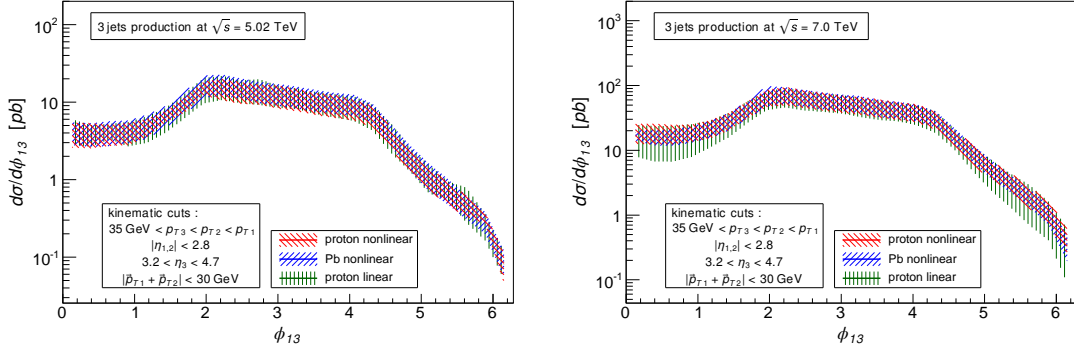 3 jets production at √s = 5.02 TeV
10²
10
1
10⁻¹
dσ/dϕ₁₃ [pb]
kinematic cuts :
35 GeV < p_T3 < p_T2 < p_T1
|η₁,₂| < 2.8
3.2 < η₃ < 4.7
|p⃗_T1 + p⃗_T2| < 30 GeV
proton nonlinear
Pb nonlinear
proton linear
0 1 2 3 4 5 6
ϕ₁₃
3 jets production at √s = 7.0 TeV
10³
10²
10
1
10⁻¹
dσ/dϕ₁₃ [pb]
kinematic cuts :
35 GeV < p_T3 < p_T2 < p_T1
|η₁,₂| < 2.8
3.2 < η₃ < 4.7
|p⃗_T1 + p⃗_T2| < 30 GeV
proton nonlinear
Pb nonlinear
proton linear
0 1 2 3 4 5 6
ϕ₁₃